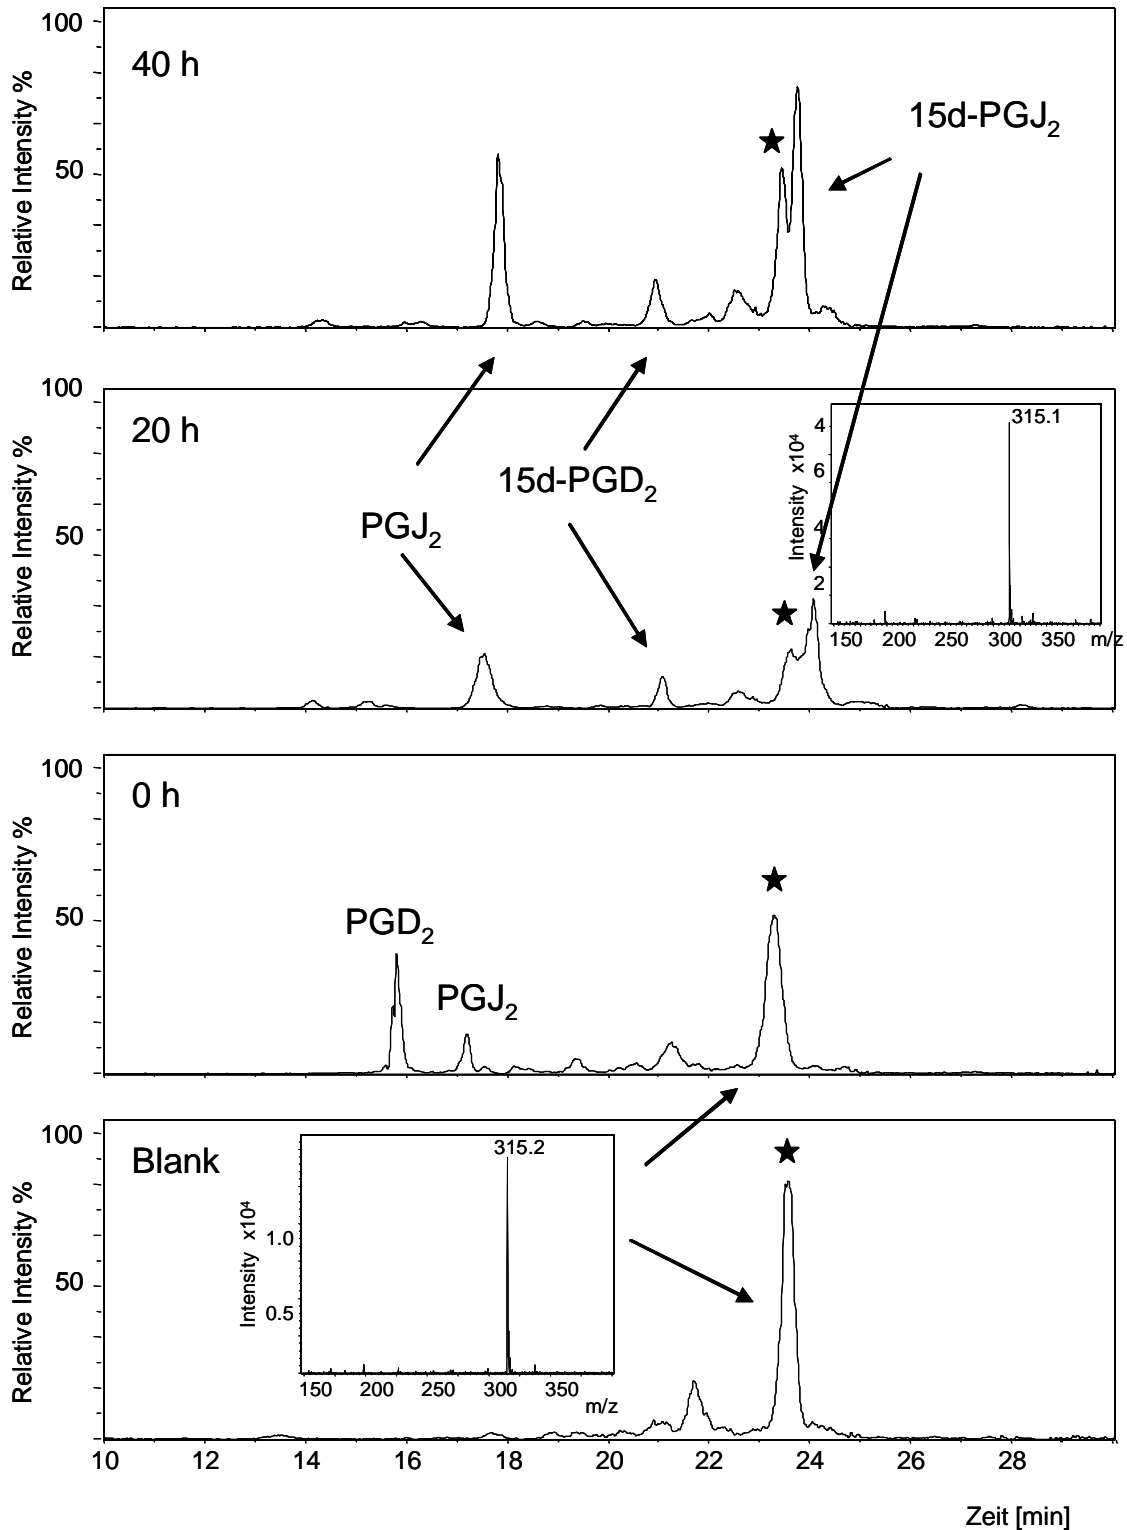 100
40 h
50
Relative Intensity %
★
15d-PGJ2
100
20 h
50
Relative Intensity %
PGJ2
15d-PGD2
★
315.1
4
6
4
2
Intensity x10⁴
150 200 250 300 350 m/z
100
0 h
50
Relative Intensity %
PGD2
PGJ2
★
100
Blank
50
Relative Intensity %
315.2
1.0
0.5
Intensity x10⁴
150 200 250 300 350
m/z
★
10 12 14 16 18 20 22 24 26 28
Zeit [min]